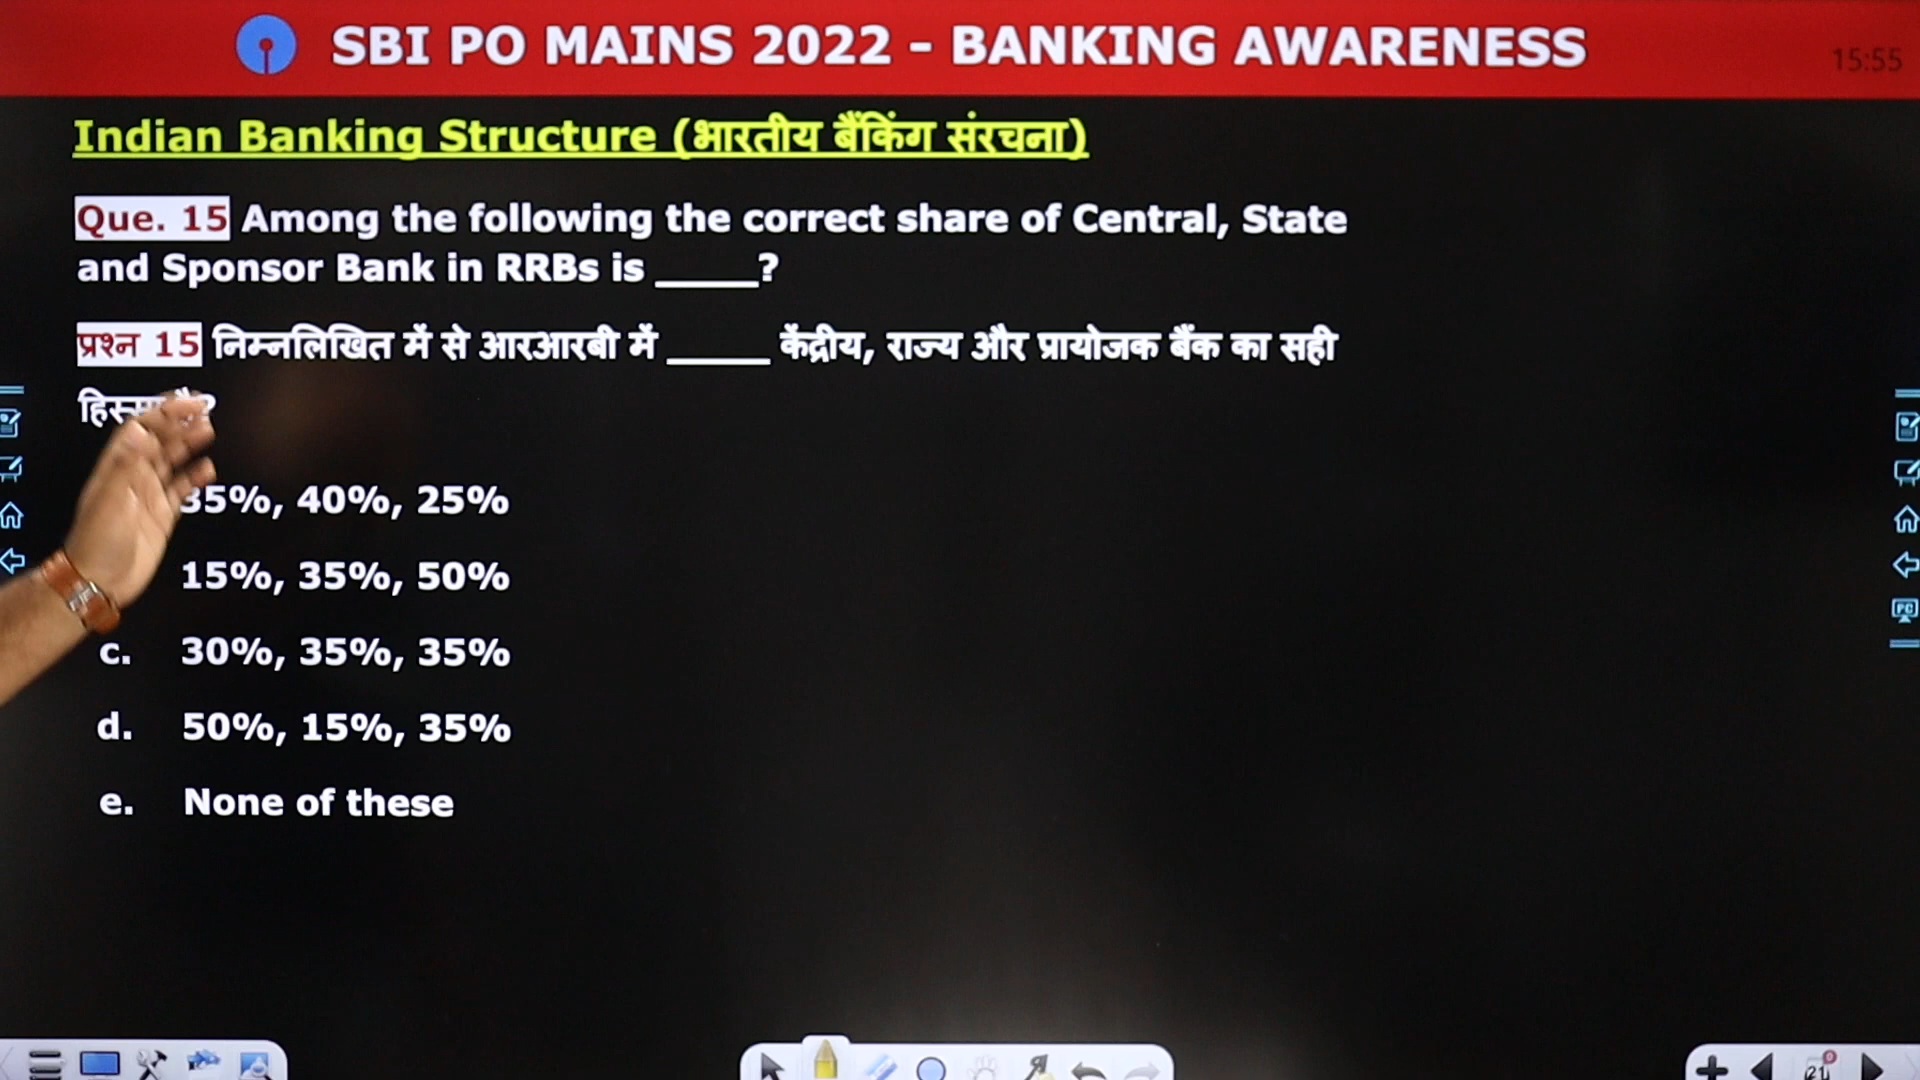 SBI PO MAINS 2022 - BANKING AWARENESS
15:55
Indian Banking Structure (भारतीय बैंकिंग संरचना)
Que. 15 Among the following the correct share of Central, State
and Sponsor Bank in RRBs is _____?
प्रश्न 15 निम्नलिखित में से आरआरबी में _____ केंद्रीय, राज्य और प्रायोजक बैंक का सही
35%, 40%, 25%
15%, 35%, 50%
c. 30%, 35%, 35%
d. 50%, 15%, 35%
e. None of these
PC
21